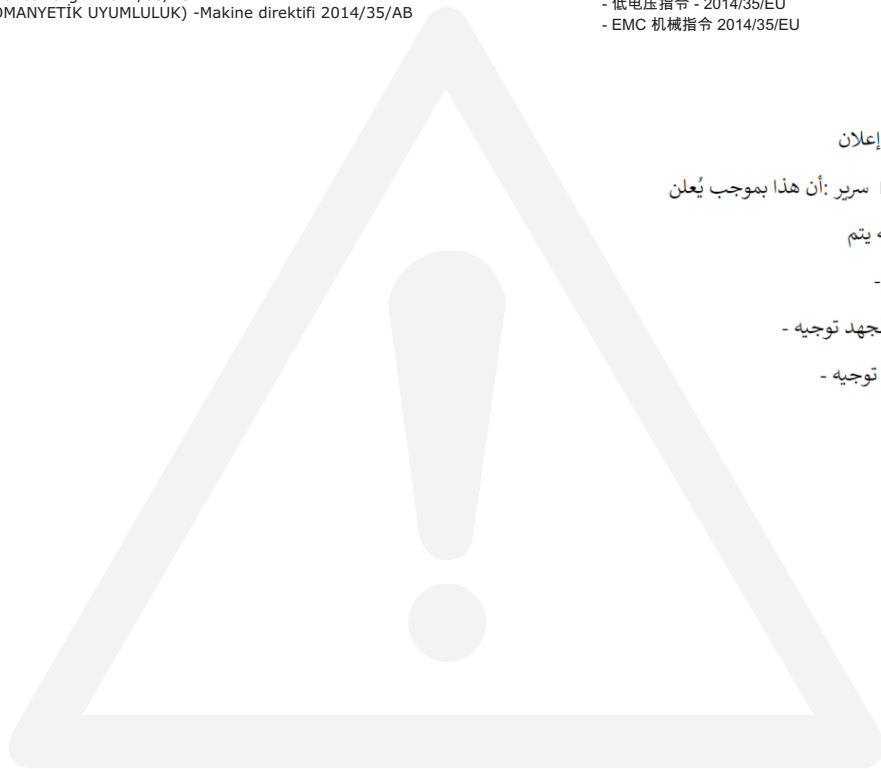 OMANYETİK UYUMLULUK) -Makine direktifi 2014/35/AB
- 低电压指令 - 2014/35/EU
- EMC 机械指令 2014/35/EU
إعلان
سرير :أن هذا بموجب يُعلن
يتم
-
توجيه -
توجيه -